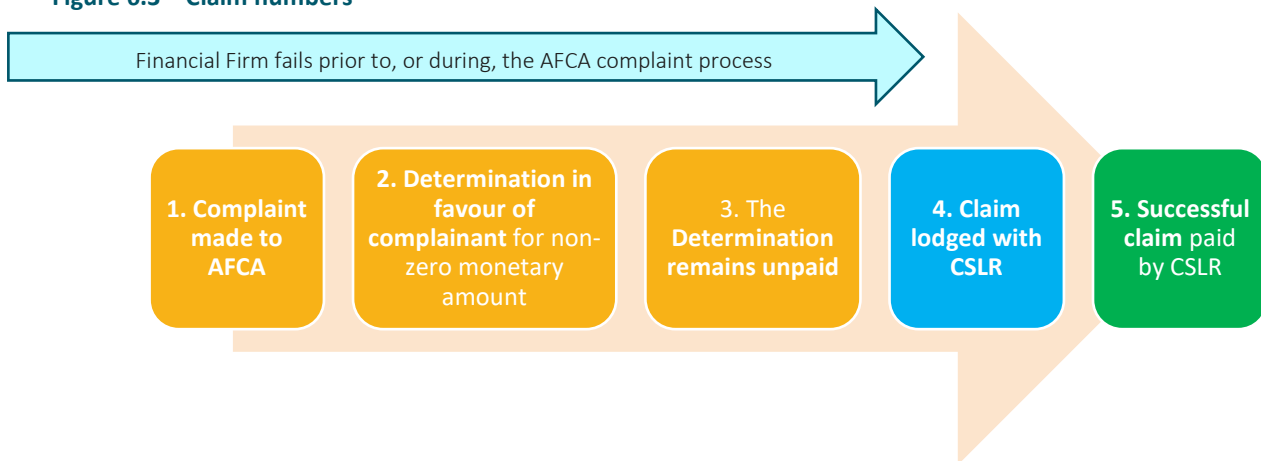 Figure Claim numbers
Financial Firm fails prior to, or during, the AFCA complaint process
1. Complaint
made to
AFCA
2. Determination in
favour of
complainant for non-
zero monetary
amount
3. The
Determination
remains unpaid
4. Claim
lodged with
CSLR
5. Successful
claim paid
by CSLR